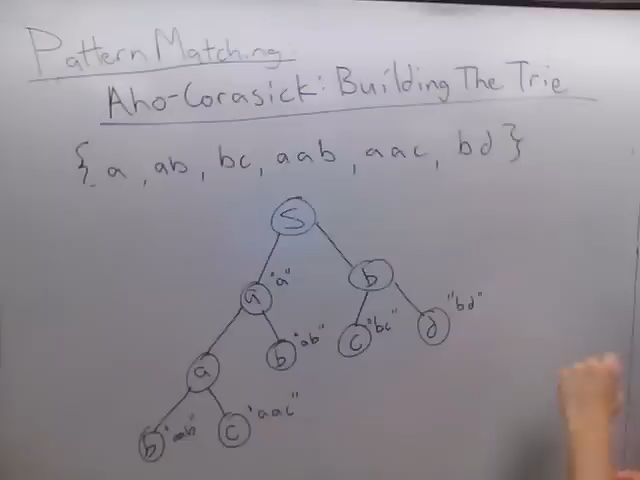 Pattern Matching
Aho-Corasick: Building The Trie
{a, ab, bc, aab, aac, bd}
S
a "a" b
b "ab" c "bc" d "bd"
a
b "aab" c "aac"